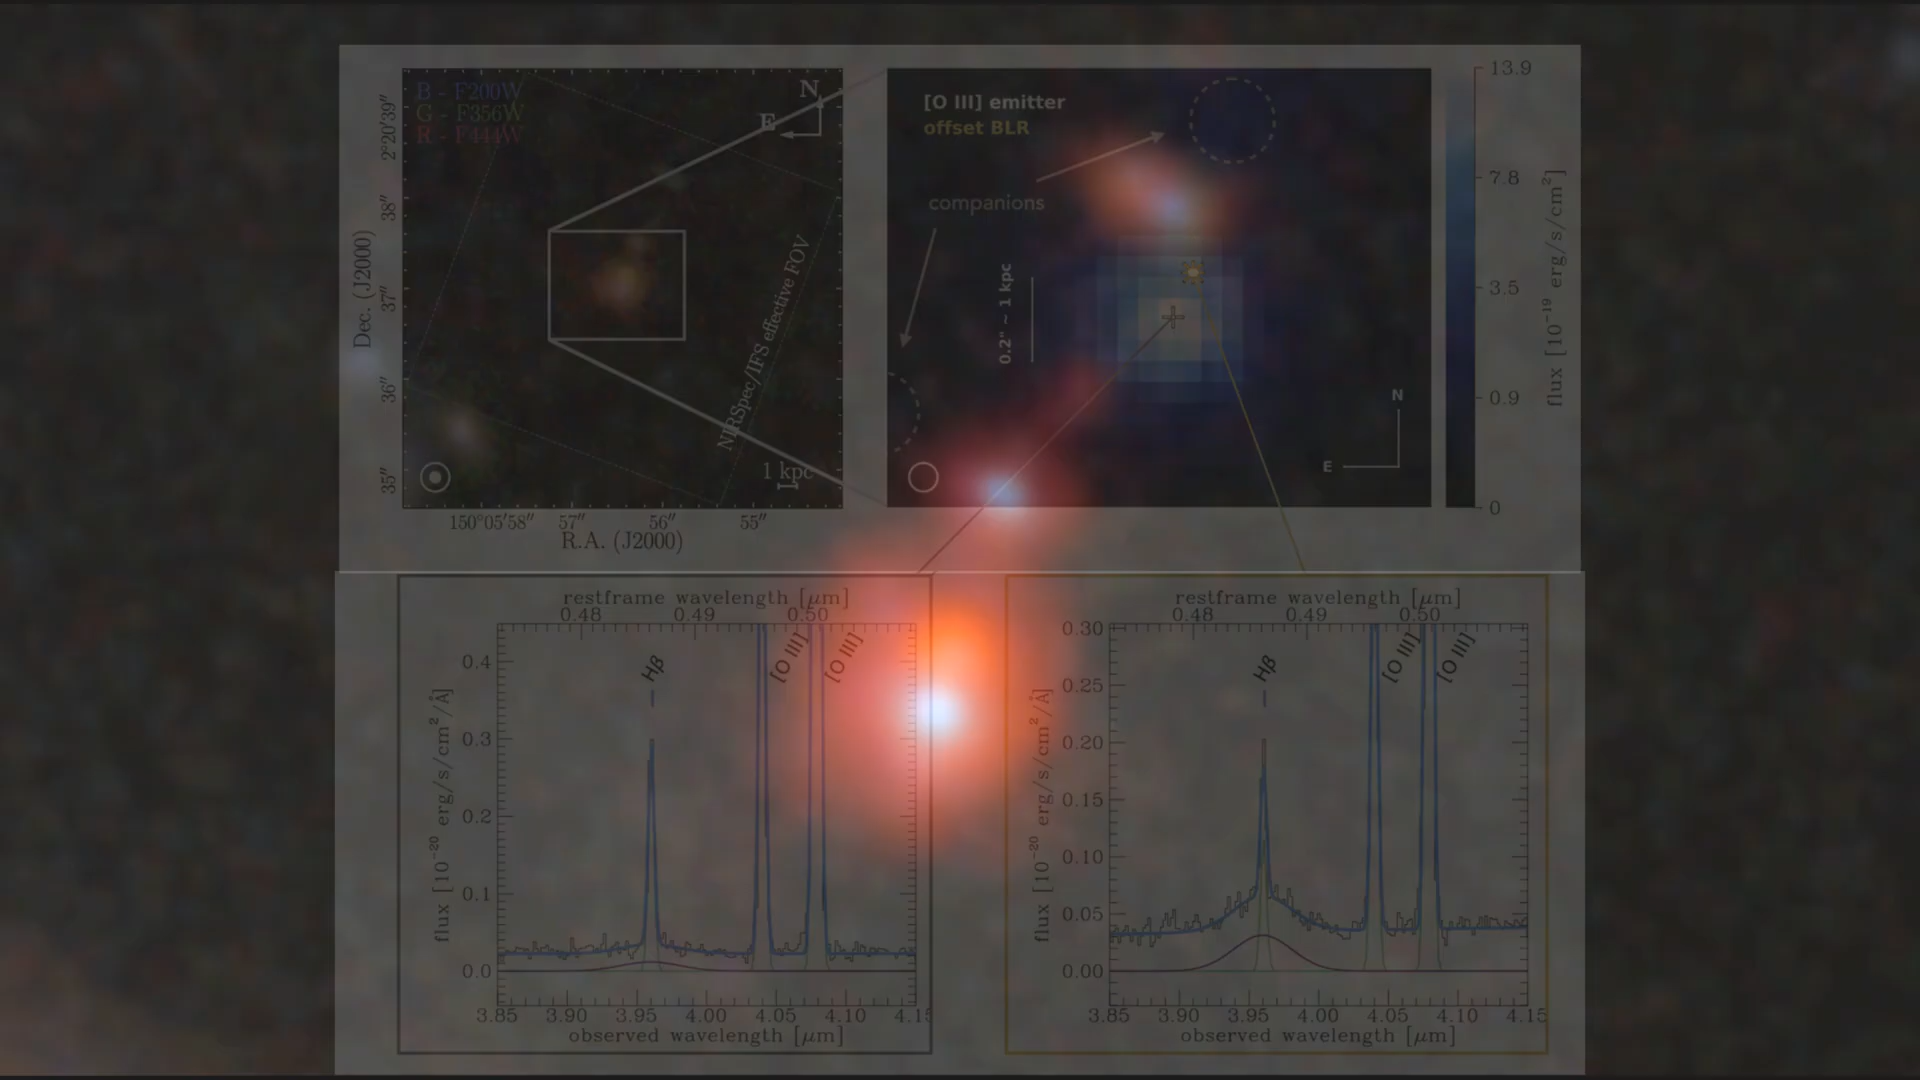 B - F200W
G - F356W
R - F444W
N
E
2°20′39″
38″
37″
36″
35″
Dec. (J2000)
NIRSpec/IFS effective FOV
1 kpc
150°05′58″ 57″ 56″ 55″
R.A. (J2000)
[O III] emitter
offset BLR
companions
0.2" ~ 1 kpc
N
E
13.9
7.8
3.5
0.9
0
flux [10⁻¹⁹ erg/s/cm²]
restframe wavelength [μm]
0.48 0.49 0.50
Hβ
[O III]
[O III]
0.4
0.3
0.2
0.1
0.0
flux [10⁻²⁰ erg/s/cm²/Å]
3.85 3.90 3.95 4.00 4.05 4.10 4.15
observed wavelength [μm]
restframe wavelength [μm]
0.48 0.49 0.50
Hβ
[O III]
[O III]
0.30
0.25
0.20
0.15
0.10
0.05
0.00
flux [10⁻²⁰ erg/s/cm²/Å]
3.85 3.90 3.95 4.00 4.05 4.10 4.15
observed wavelength [μm]